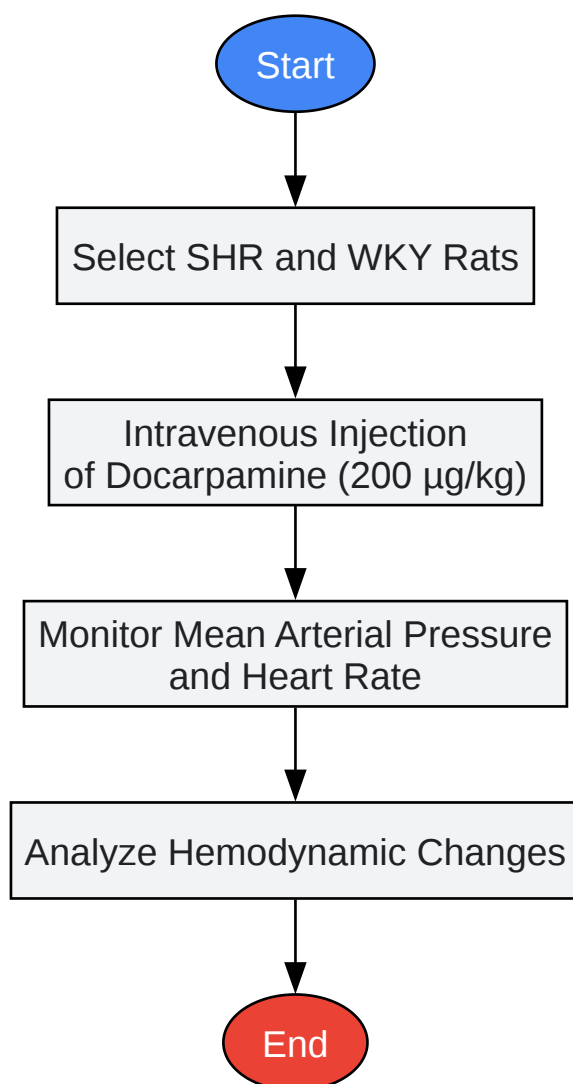 Start
Select SHR and WKY Rats
Intravenous Injection
of Docarpamine (200 µg/kg)
Monitor Mean Arterial Pressure
and Heart Rate
Analyze Hemodynamic Changes
End